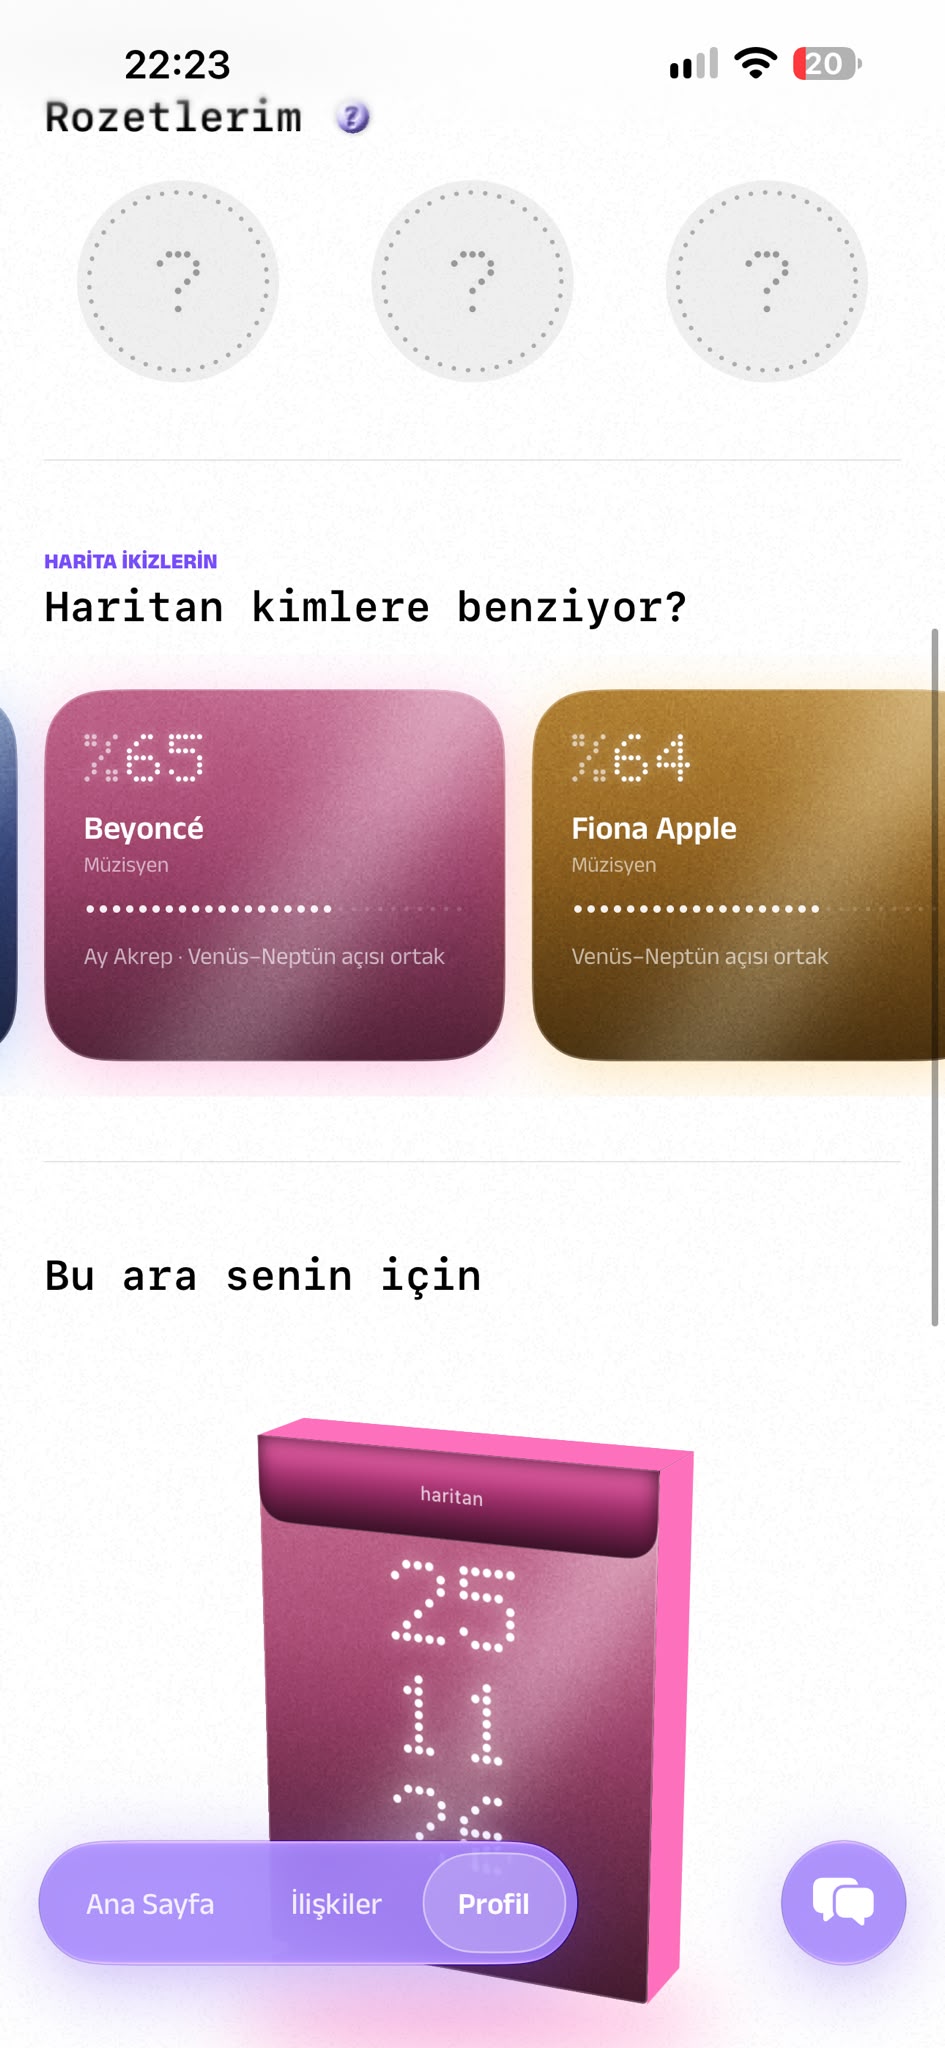 22:23
20
Rozetlerim ?
? ? ?
HARİTA İKİZLERİN
Haritan kimlere benziyor?
%65
Beyoncé
Müzisyen
Ay Akrep · Venüs–Neptün açısı ortak
%64
Fiona Apple
Müzisyen
Venüs–Neptün açısı ortak
Bu ara senin için
haritan
25
11
26
Ana Sayfa
İlişkiler
Profil